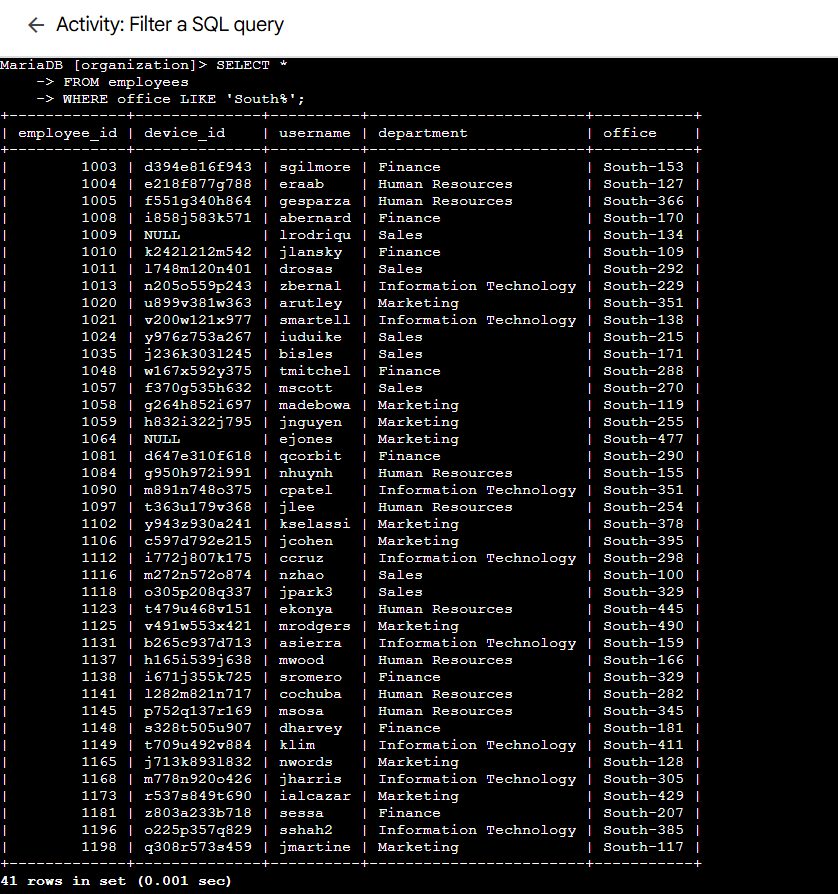 ← Activity: Filter a SQL query
MariaDB [organization]> SELECT *
    -> FROM employees
    -> WHERE office LIKE 'South%';
+-------------+--------------+----------+------------------------+-----------+
| employee_id | device_id    | username | department             | office    |
+-------------+--------------+----------+------------------------+-----------+
|        1003 | d394e816f943 | sgilmore | Finance                | South-153 |
|        1004 | e218f877g788 | eraab    | Human Resources        | South-127 |
|        1005 | f551g340h864 | gesparza | Human Resources        | South-366 |
|        1008 | i858j583k571 | abernard | Finance                | South-170 |
|        1009 | NULL         | lrodriqu | Sales                  | South-134 |
|        1010 | k242l212m542 | jlansky  | Finance                | South-109 |
|        1011 | l748m120n401 | drosas   | Sales                  | South-292 |
|        1013 | n205o559p243 | zbernal  | Information Technology | South-229 |
|        1020 | u899v381w363 | arutley  | Marketing              | South-351 |
|        1021 | v200w121x977 | smartell | Information Technology | South-138 |
|        1024 | y976z753a267 | iuduike  | Sales                  | South-215 |
|        1035 | j236k303l245 | bisles   | Sales                  | South-171 |
|        1048 | w167x592y375 | tmitchel | Finance                | South-288 |
|        1057 | f370g535h632 | mscott   | Sales                  | South-270 |
|        1058 | g264h852i697 | madebowa | Marketing              | South-119 |
|        1059 | h832i322j795 | jnguyen  | Marketing              | South-255 |
|        1064 | NULL         | ejones   | Marketing              | South-477 |
|        1081 | d647e310f618 | qcorbit  | Finance                | South-290 |
|        1084 | g950h972i991 | nhuynh   | Human Resources        | South-155 |
|        1090 | m891n748o375 | cpatel   | Information Technology | South-351 |
|        1097 | t363u179v368 | jlee     | Human Resources        | South-254 |
|        1102 | y943z930a241 | kselassi | Marketing              | South-378 |
|        1106 | c597d792e215 | jcohen   | Marketing              | South-395 |
|        1112 | i772j807k175 | ccruz    | Information Technology | South-298 |
|        1116 | m272n572o874 | nzhao    | Sales                  | South-100 |
|        1118 | o305p208q337 | jpark3   | Sales                  | South-329 |
|        1123 | t479u468v151 | ekonya   | Human Resources        | South-445 |
|        1125 | v491w553x421 | mrodgers | Marketing              | South-490 |
|        1131 | b265c937d713 | asierra  | Information Technology | South-159 |
|        1137 | h165i539j638 | mwood    | Human Resources        | South-166 |
|        1138 | i671j355k725 | sromero  | Finance                | South-329 |
|        1141 | l282m821n717 | cochuba  | Human Resources        | South-282 |
|        1145 | p752q137r169 | msosa    | Human Resources        | South-345 |
|        1148 | s328t505u907 | dharvey  | Finance                | South-181 |
|        1149 | t709u492v884 | klim     | Information Technology | South-411 |
|        1165 | j713k893l832 | nwords   | Marketing              | South-128 |
|        1168 | m778n920o426 | jharris  | Information Technology | South-305 |
|        1173 | r537s849t690 | ialcazar | Marketing              | South-429 |
|        1181 | z803a233b718 | sessa    | Finance                | South-207 |
|        1196 | o225p357q829 | sshah2   | Information Technology | South-385 |
|        1198 | q308r573s459 | jmartine | Marketing              | South-117 |
+-------------+--------------+----------+------------------------+-----------+
41 rows in set (0.001 sec)